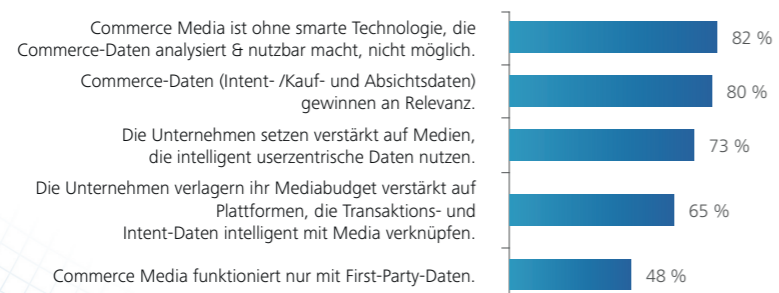 Commerce Media ist ohne smarte Technologie, die
Commerce-Daten analysiert & nutzbar macht, nicht möglich.
82 %
Commerce-Daten (Intent- /Kauf- und Absichtsdaten)
gewinnen an Relevanz.
80 %
Die Unternehmen setzen verstärkt auf Medien,
die intelligent userzentrische Daten nutzen.
73 %
Die Unternehmen verlagern ihr Mediabudget verstärkt auf
Plattformen, die Transaktions- und
Intent-Daten intelligent mit Media verknüpfen.
65 %
Commerce Media funktioniert nur mit First-Party-Daten.
48 %